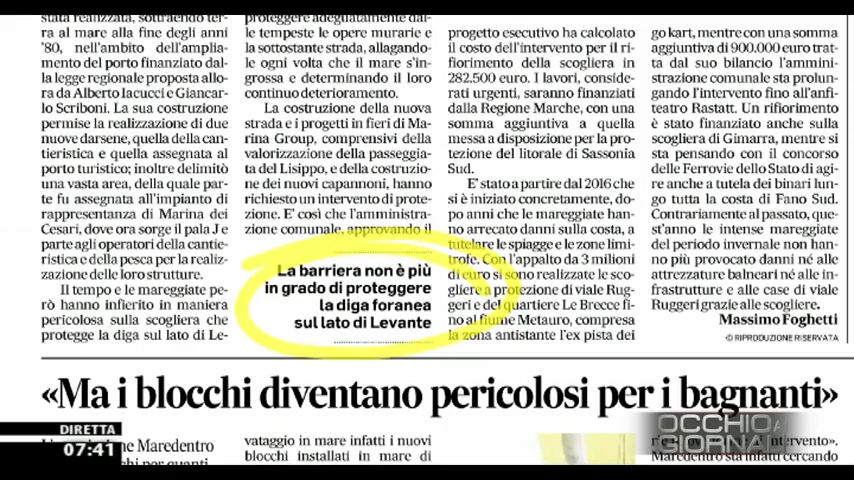 stata realizzata, sottraendo ter-
ra al mare alla fine degli anni
'80, nell'ambito dell'amplia-
mento del porto finanziato dal-
la legge regionale proposta allo-
ra da Alberto Iacucci e Giancar-
lo Scriboni. La sua costruzione
permise la realizzazione di due
nuove darsene, quella della can-
tieristica e quella assegnata al
porto turistico; inoltre delimitò
una vasta area, della quale par-
te fu assegnata all'impianto di
rappresentanza di Marina dei
Cesari, dove ora sorge il pala J e
parte agli operatori della cantie-
ristica e della pesca per la realiz-
zazione delle loro strutture.
Il tempo e le mareggiate pe-
rò hanno infierito in maniera
pericolosa sulla scogliera che
protegge la diga sul lato di Le-
proteggere adeguatamente dal-
le tempeste le opere murarie e
la sottostante strada, allagando-
le ogni volta che il mare s'in-
grossa e determinando il loro
continuo deterioramento.
La costruzione della nuova
strada e i progetti in fieri di Ma-
rina Group, comprensivi della
valorizzazione della passeggia-
ta del Lisippo, e della costruzio-
ne dei nuovi capannoni, hanno
richiesto un intervento di prote-
zione. E' così che l'amministra-
zione comunale, approvando il
La barriera non è più
in grado di proteggere
la diga foranea
sul lato di Levante
progetto esecutivo ha calcolato
il costo dell'intervento per il ri-
fiorimento della scogliera in
282.500 euro. I lavori, conside-
rati urgenti, saranno finanziati
dalla Regione Marche, con una
somma aggiuntiva a quella
messa a disposizione per la pro-
tezione del litorale di Sassonia
Sud.
E' stato a partire dal 2016 che
si è iniziato concretamente, do-
po anni che le mareggiate han-
no arrecato danni sulla costa, a
tutelare le spiagge e le zone limi-
trofe. Con l'appalto da 3 milioni
di euro si sono realizzate le sco-
gliere a protezione di viale Rug-
geri e del quartiere Le Brecce fi-
no al fiume Metauro, compresa
la zona antistante l'ex pista dei
go kart, mentre con una somma
aggiuntiva di 900.000 euro trat-
ta dal suo bilancio l'ammini-
strazione comunale sta prolun-
gando l'intervento fino all'anfi-
teatro Rastatt. Un rifiorimento
è stato finanziato anche sulla
scogliera di Gimarra, mentre si
sta pensando con il concorso
delle Ferrovie dello Stato di agi-
re anche a tutela dei binari lun-
go tutta la costa di Fano Sud.
Contrariamente al passato, que-
st'anno le intense mareggiate
del periodo invernale non han-
no più provocato danni né alle
attrezzature balneari né alle in-
frastrutture e alle case di viale
Ruggeri grazie alle scogliere.
Massimo Foghetti
© RIPRODUZIONE RISERVATA
«Ma i blocchi diventano pericolosi per i bagnanti»
Maredentro
vataggio in mare infatti i nuovi
blocchi installati in mare di
Maredentro sta infatti cercando
DIRETTA
07:41
OCCHIO AI
GIORNALI